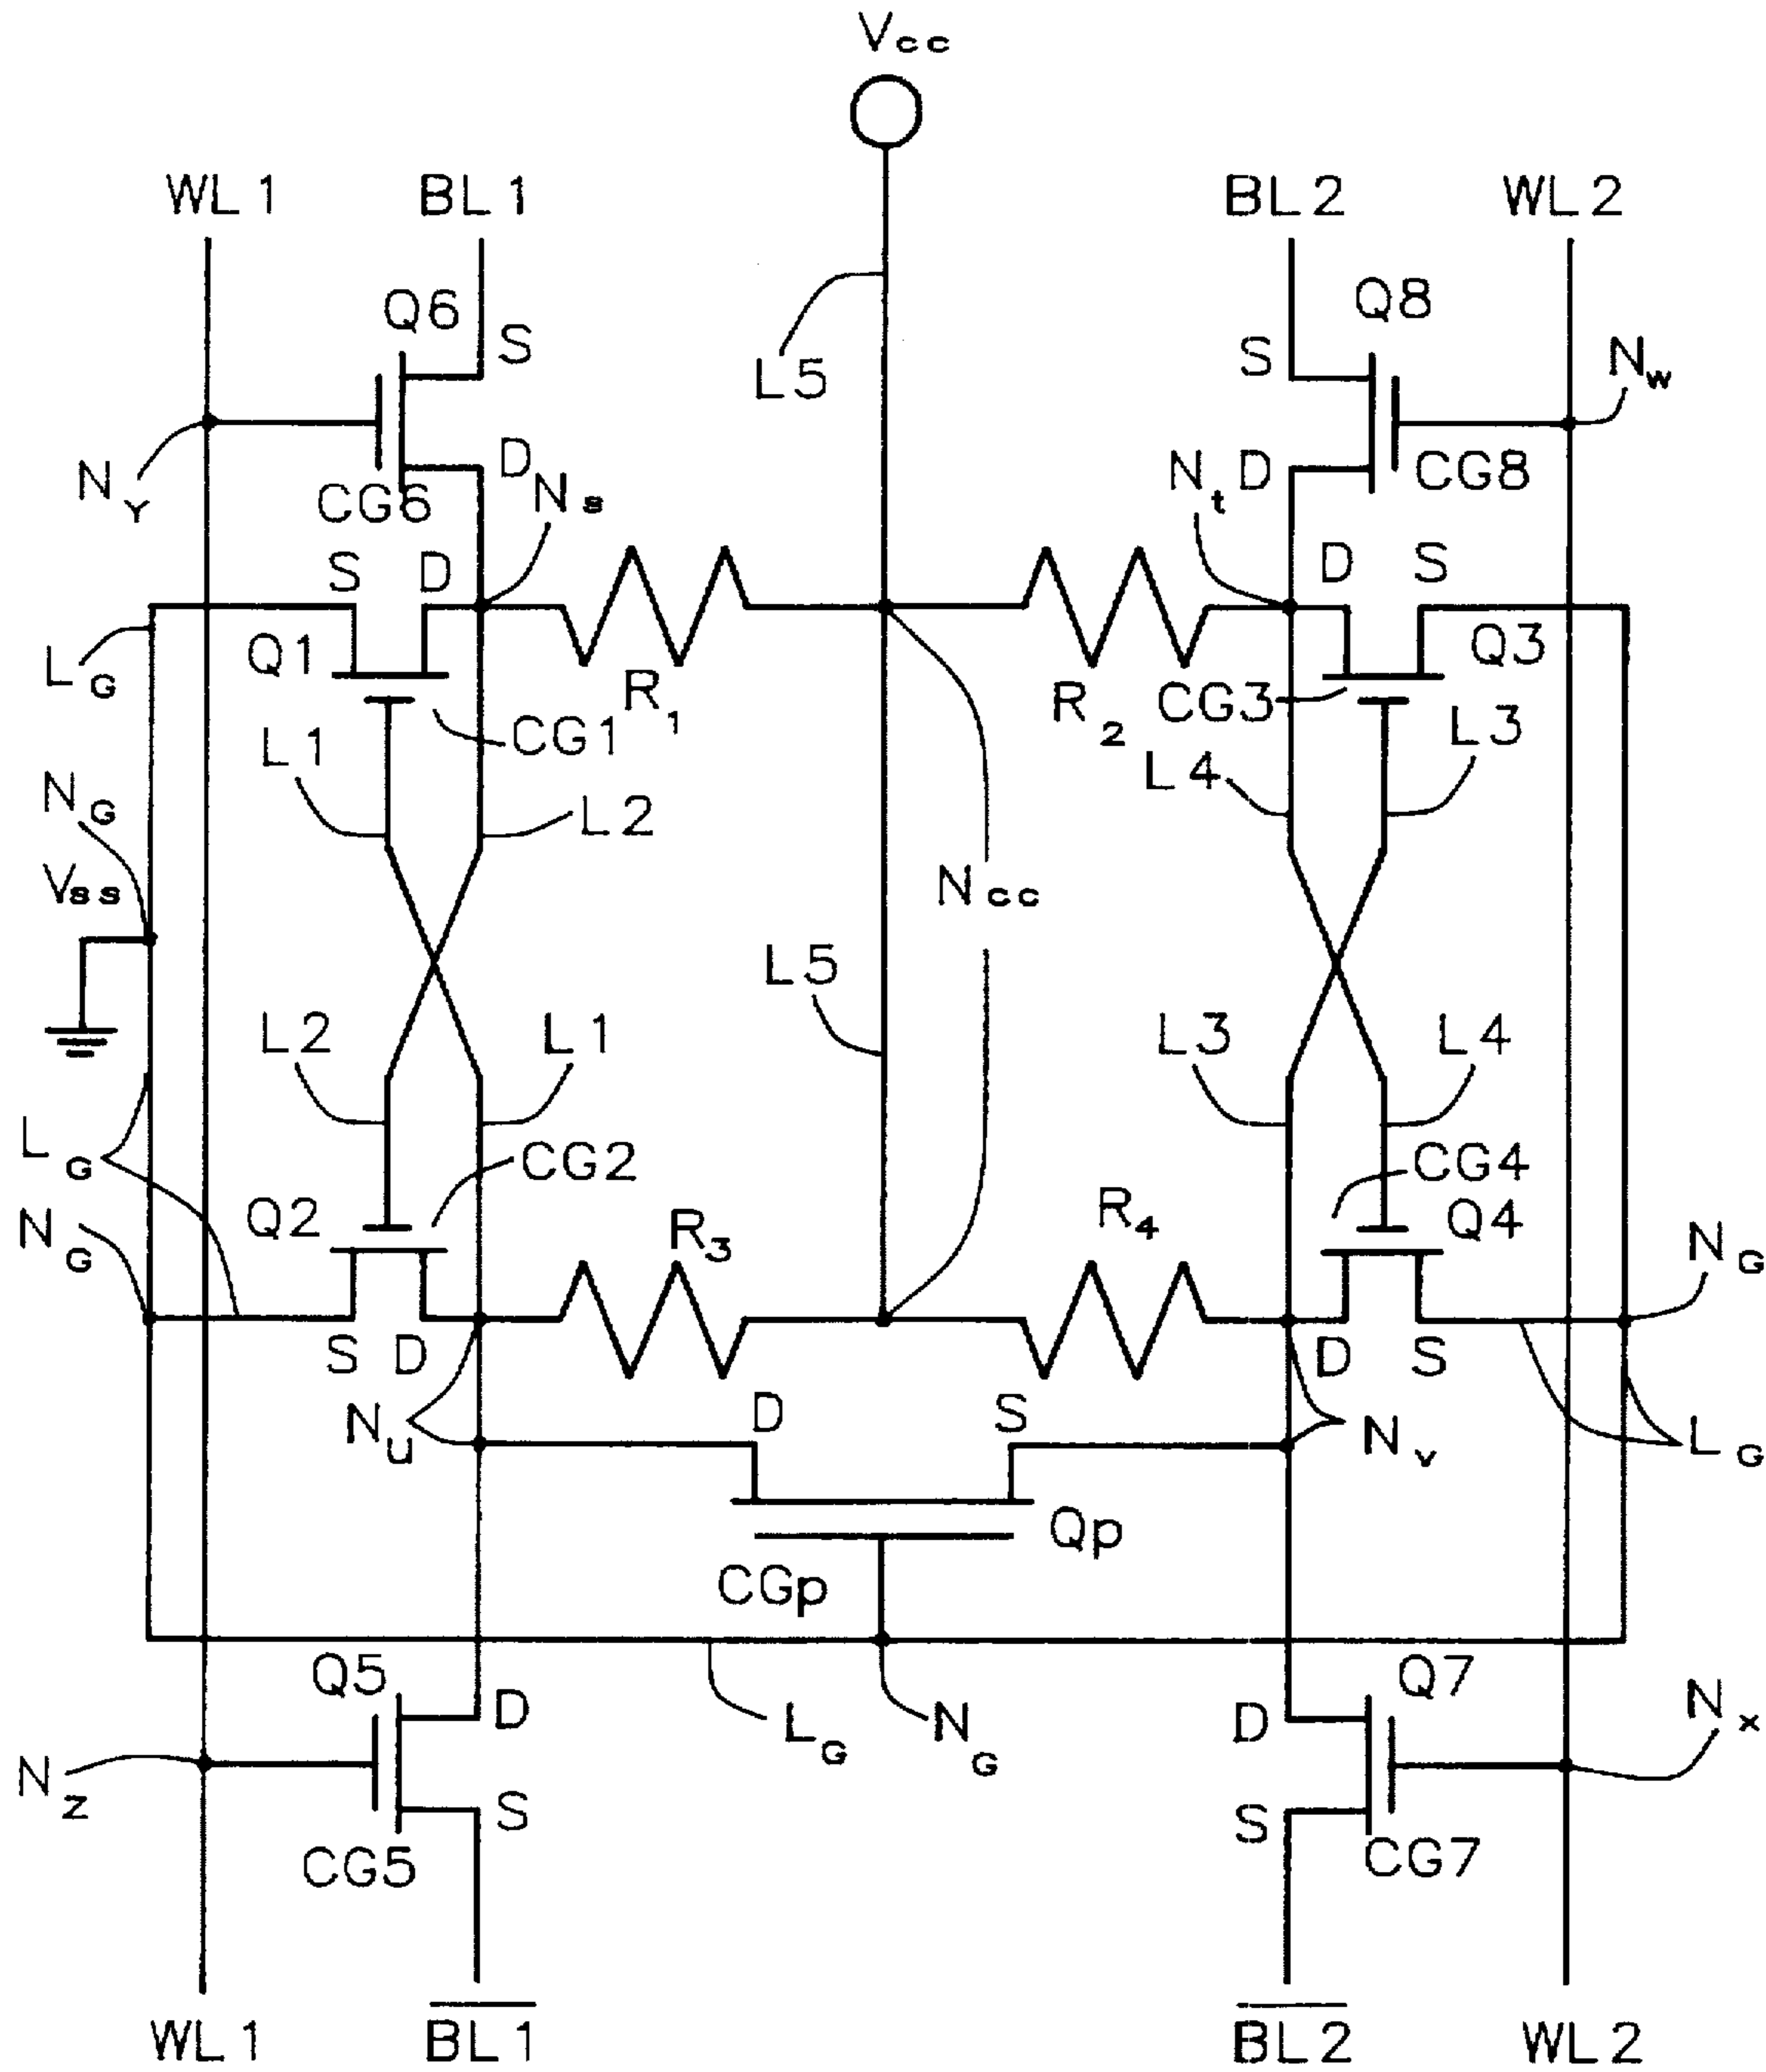 Vcc
WL1 BL1 BL2 WL2
Q6 Q8
S S
L5 Nw
NY D Nt D CG8
CG6 Ns
S D D S
LG Q1 Q3
R1 R2 CG3
L1 CG1 L3
L4
NG L2
Vss Ncc
L5
L2 L1 L3 L4
LG CG2 CG4
Q2 R3 R4 Q4
NG NG
S D D S
Nu D S Nv LG
Qp
CGp
Q5 Q7
D LG NG D Nx
Nz
S S
CG5 CG7
WL1 B̅L̅1̅ B̅L̅2̅ WL2